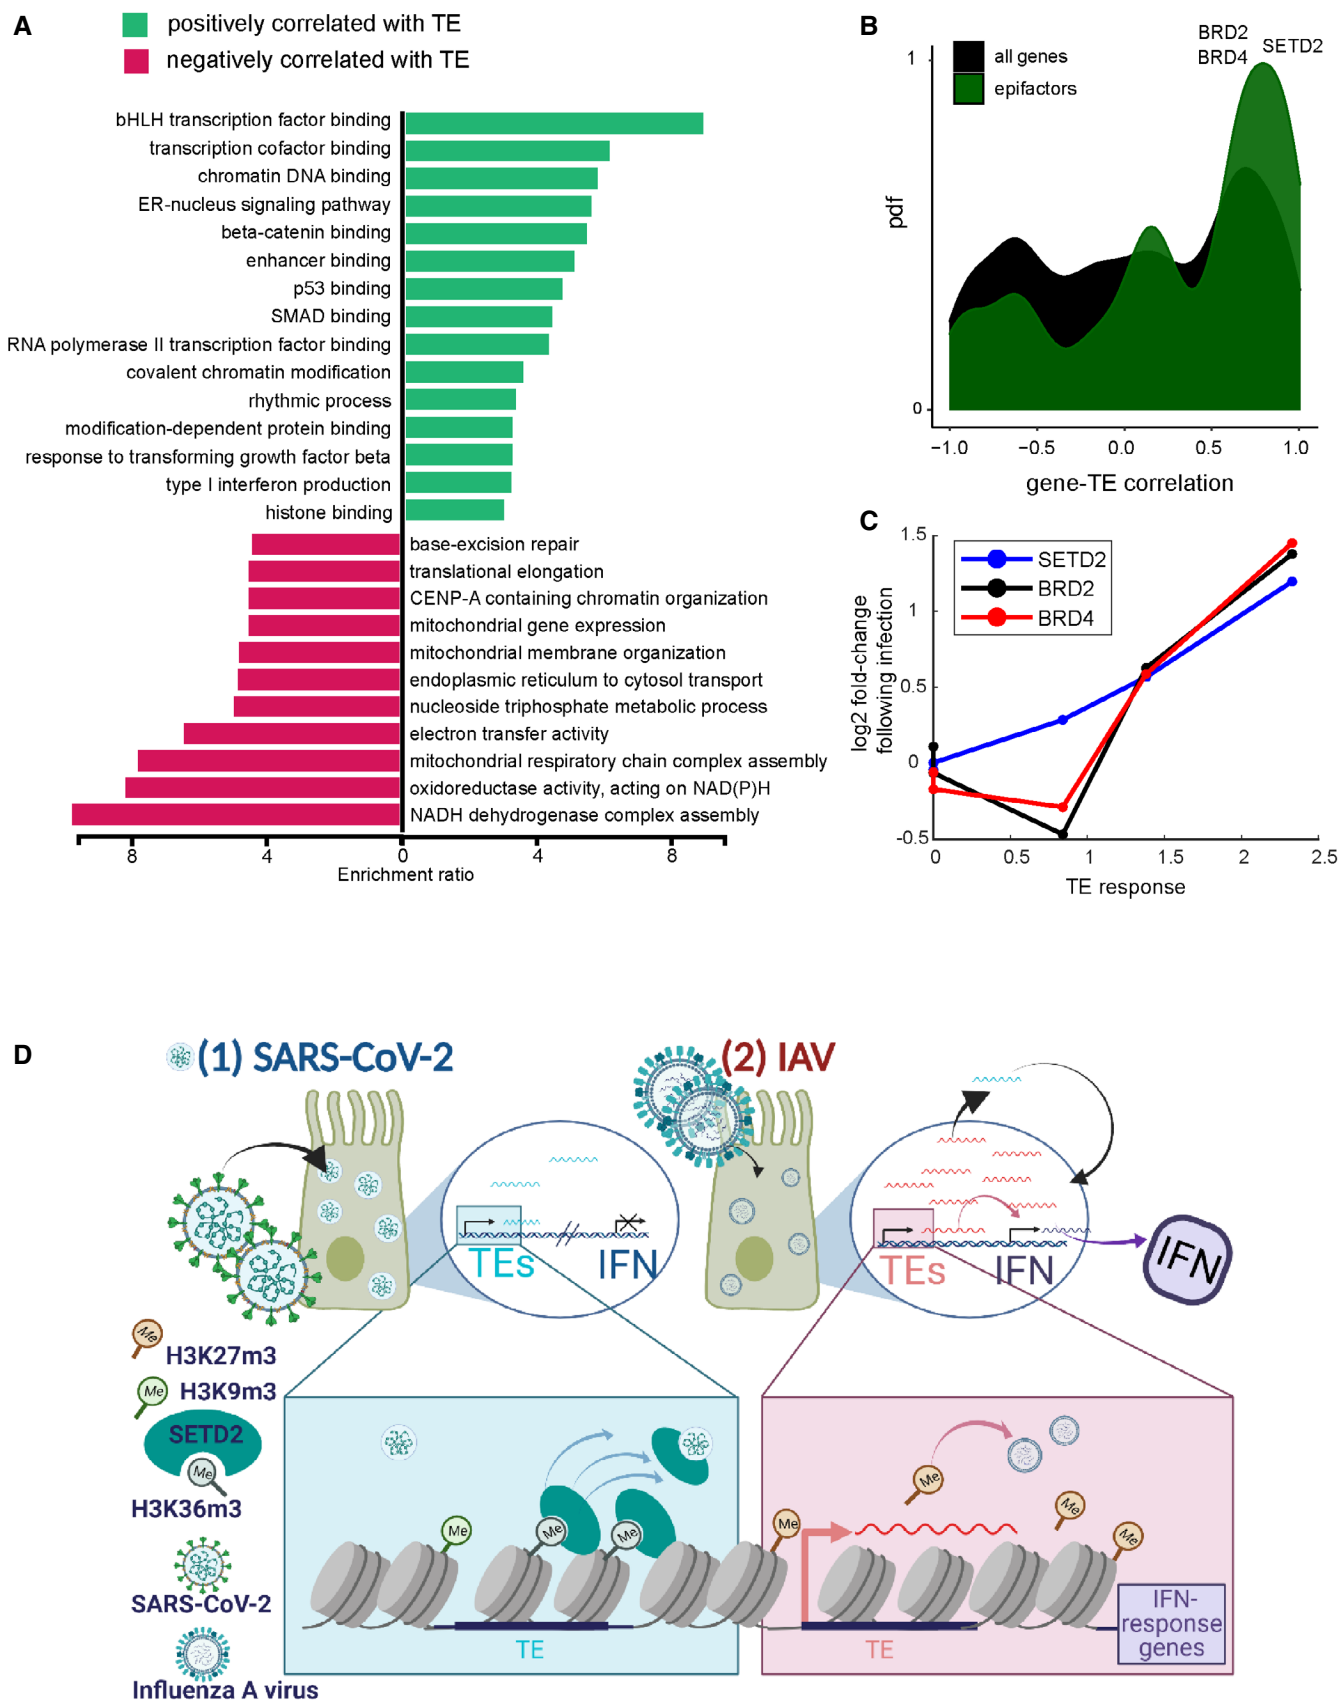 A
positively correlated with TE
negatively correlated with TE
bHLH transcription factor binding
transcription cofactor binding
chromatin DNA binding
ER-nucleus signaling pathway
beta-catenin binding
enhancer binding
p53 binding
SMAD binding
RNA polymerase II transcription factor binding
covalent chromatin modification
rhythmic process
modification-dependent protein binding
response to transforming growth factor beta
type I interferon production
histone binding
base-excision repair
translational elongation
CENP-A containing chromatin organization
mitochondrial gene expression
mitochondrial membrane organization
endoplasmic reticulum to cytosol transport
nucleoside triphosphate metabolic process
electron transfer activity
mitochondrial respiratory chain complex assembly
oxidoreductase activity, acting on NAD(P)H
NADH dehydrogenase complex assembly
8 4 0 4 8
Enrichment ratio
B
BRD2
BRD4 SETD2
all genes
epifactors
1
0
pdf
−1.0 −0.5 0.0 0.5 1.0
gene-TE correlation
C
SETD2
BRD2
BRD4
1.5
1
0.5
0
-0.5
log2 fold-change
following infection
0 0.5 1 1.5 2 2.5
TE response
D
(1) SARS-CoV-2
(2) IAV
TEs IFN
TEs IFN
IFN
Me
H3K27m3
Me H3K9m3
SETD2
Me
H3K36m3
SARS-CoV-2
Influenza A virus
Me
Me
Me
Me
TE
Me
Me
Me
TE
IFN-
response
genes